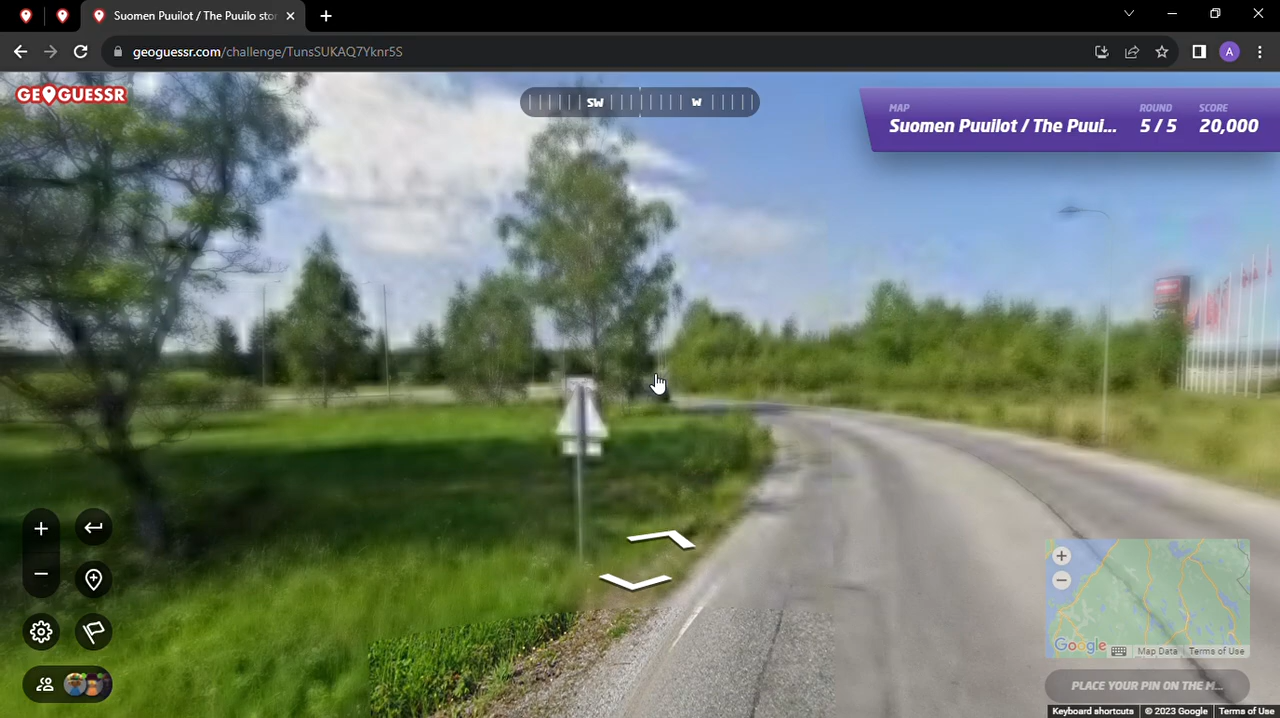 Suomen Puuilot / The Puuilo stor
geoguessr.com/challenge/TunsSUKAQ7Yknr5S
A
GEOGUESSR
SW W
MAP ROUND SCORE
Suomen Puuilot / The Puui... 5 / 5 20,000
Google
Map Data Terms of Use
PLACE YOUR PIN ON THE M...
Keyboard shortcuts © 2023 Google Terms of Use